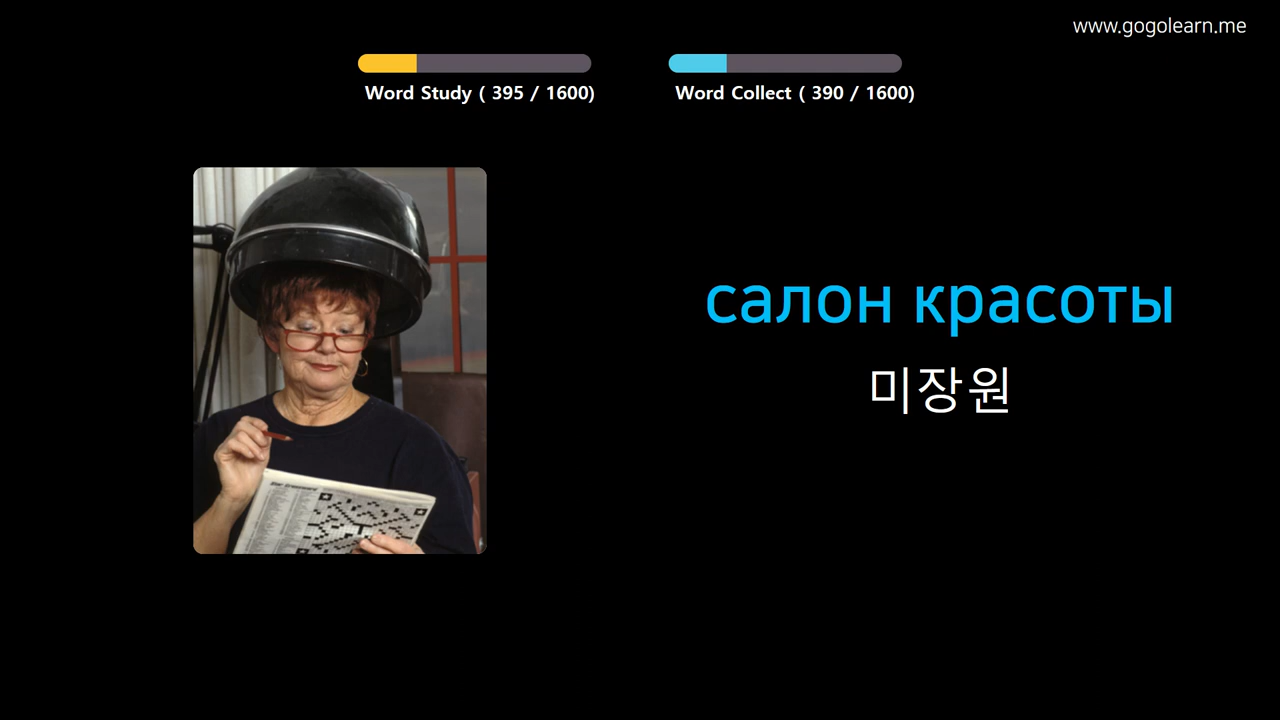 www.gogolearn.me
Word Study ( 395 / 1600)
Word Collect ( 390 / 1600)
салон красоты
미장원